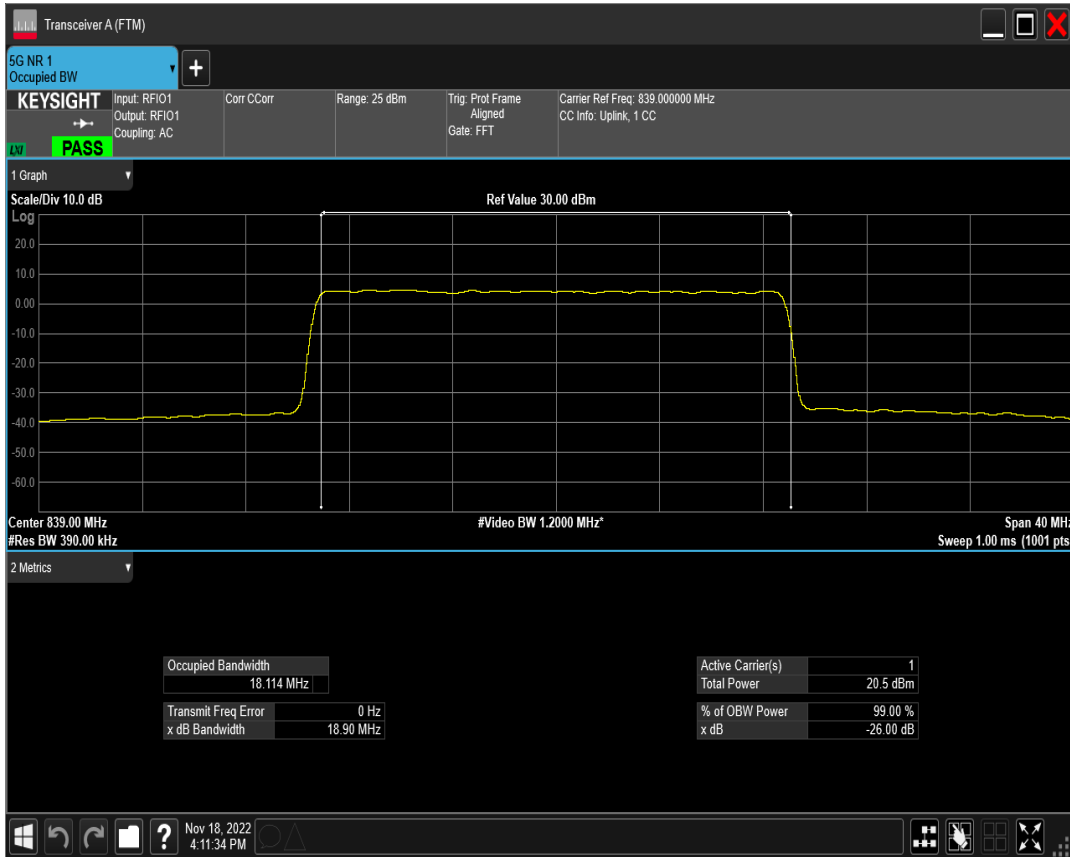 Transceiver A (FTM)
5G NR 1
Occupied BW
+
KEYSIGHT
LXI
PASS
Input: RFIO1
Output: RFIO1
Coupling: AC
Corr CCorr
Range: 25 dBm
Trig: Prot Frame
Aligned
Gate: FFT
Carrier Ref Freq: 839.000000 MHz
CC Info: Uplink, 1 CC
1 Graph
Scale/Div 10.0 dB
Ref Value 30.00 dBm
Log
20.0
10.0
0.00
-10.0
-20.0
-30.0
-40.0
-50.0
-60.0
Center 839.00 MHz
#Video BW 1.2000 MHz*
Span 40 MHz
#Res BW 390.00 kHz
Sweep 1.00 ms (1001 pts
2 Metrics
Occupied Bandwidth
18.114 MHz
Transmit Freq Error 0 Hz
x dB Bandwidth 18.90 MHz
Active Carrier(s) 1
Total Power 20.5 dBm
% of OBW Power 99.00 %
x dB -26.00 dB
?
Nov 18, 2022
4:11:34 PM